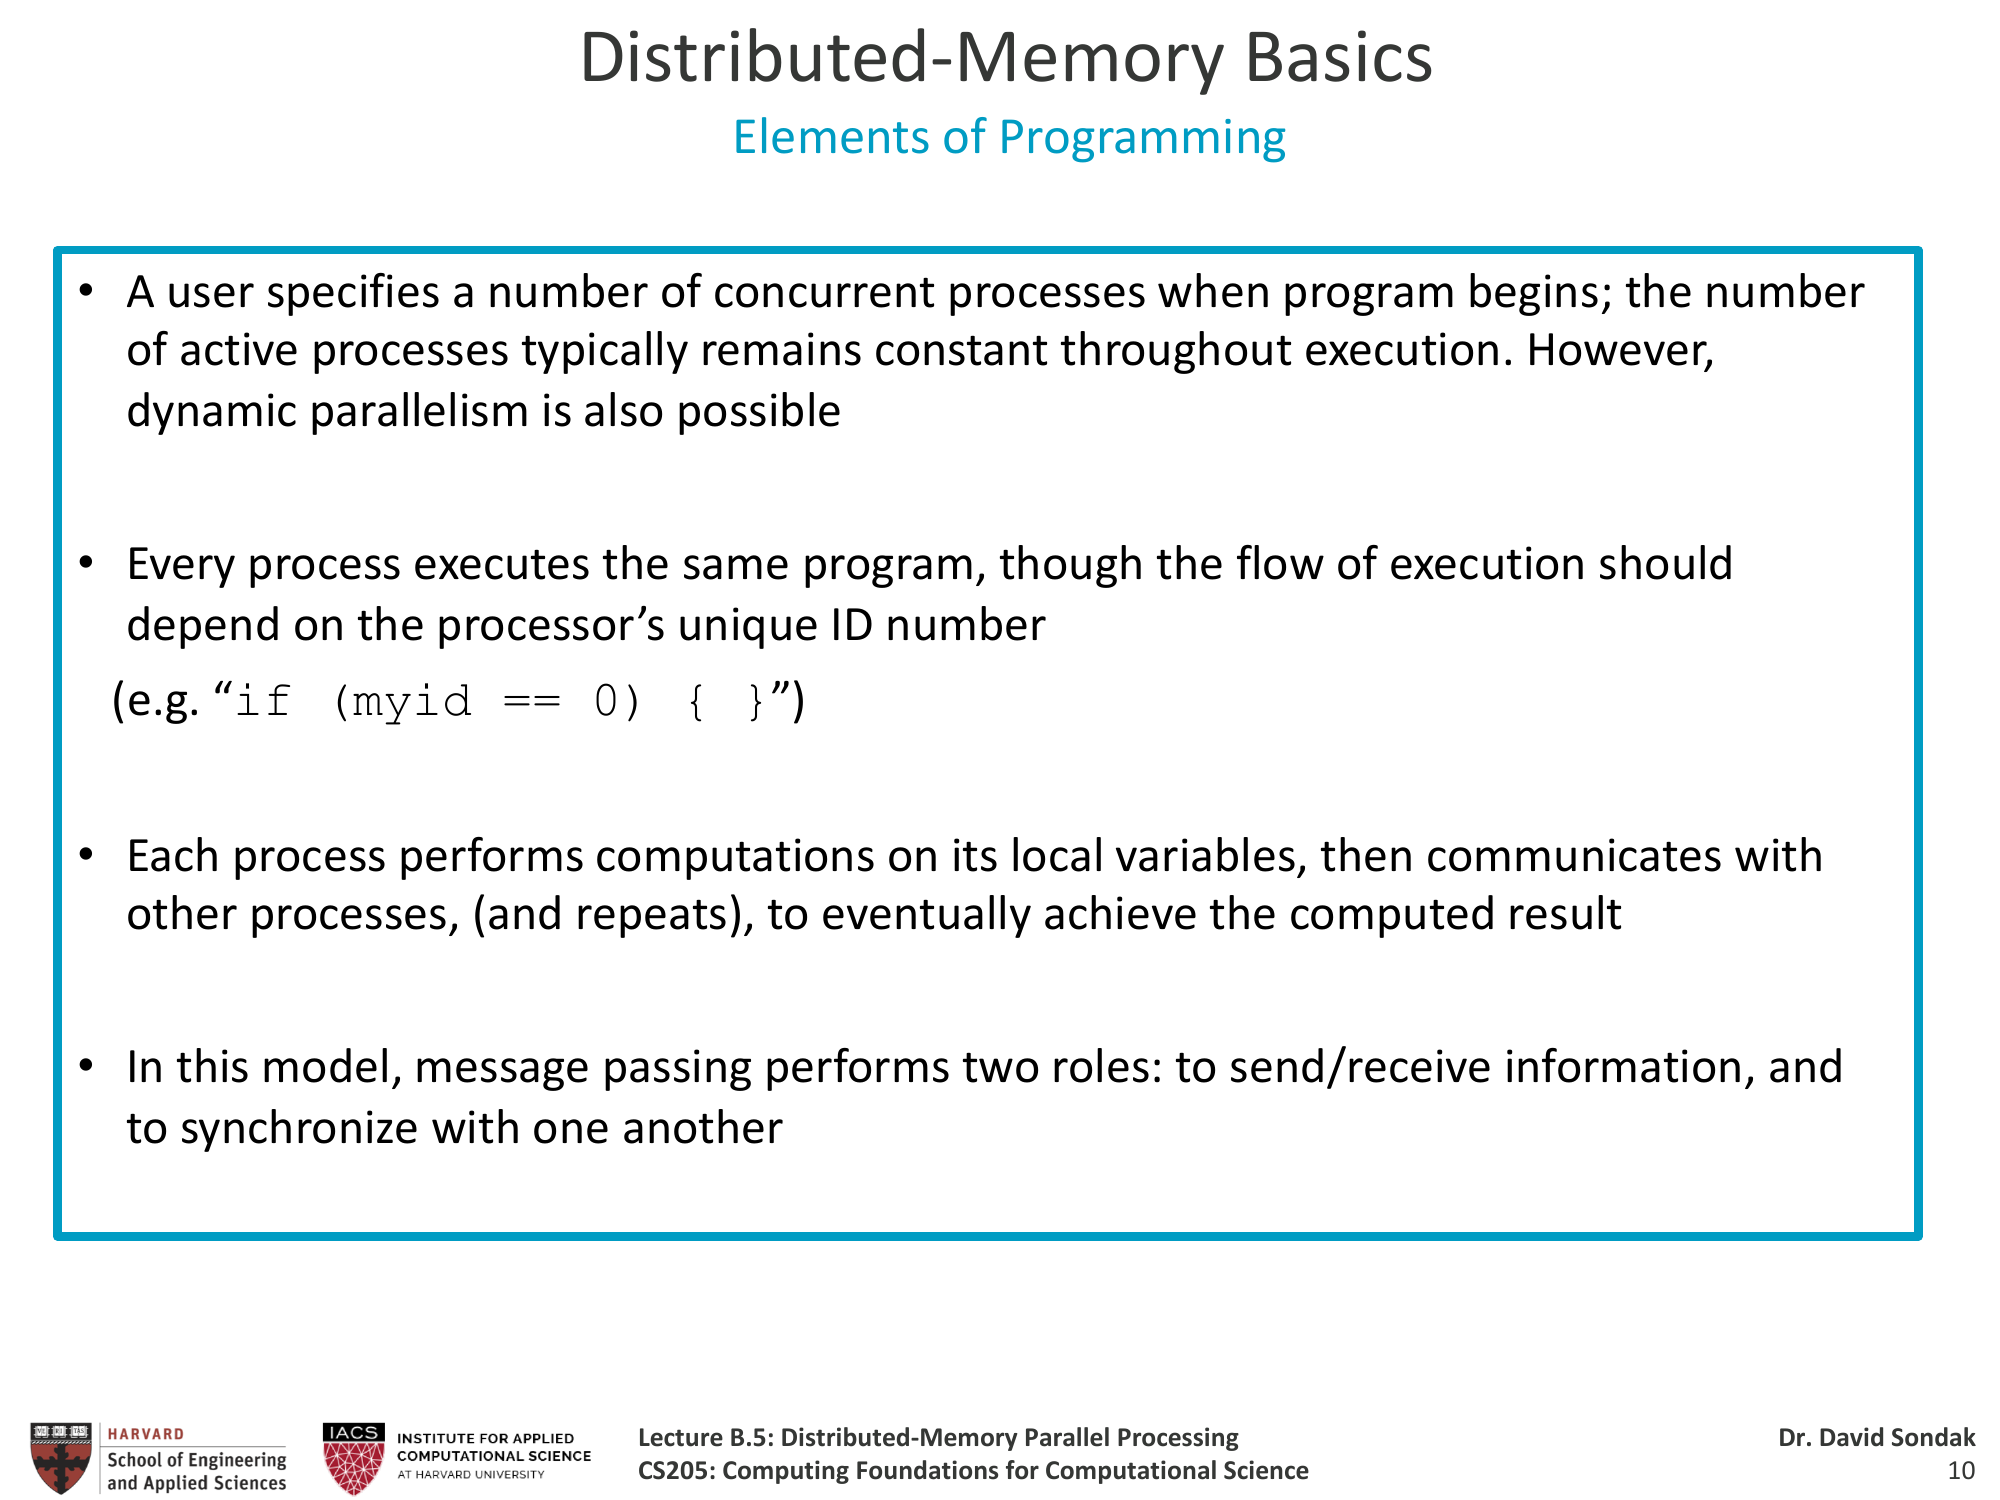 Distributed-Memory Basics
Elements of Programming
• A user specifies a number of concurrent processes when program begins; the number
of active processes typically remains constant throughout execution. However,
dynamic parallelism is also possible
• Every process executes the same program, though the flow of execution should
depend on the processor’s unique ID number
(e.g. “if (myid == 0) { }”)
• Each process performs computations on its local variables, then communicates with
other processes, (and repeats), to eventually achieve the computed result
• In this model, message passing performs two roles: to send/receive information, and
to synchronize with one another
HARVARD
School of Engineering
and Applied Sciences
IACS
INSTITUTE FOR APPLIED
COMPUTATIONAL SCIENCE
AT HARVARD UNIVERSITY
Lecture B.5: Distributed-Memory Parallel Processing
CS205: Computing Foundations for Computational Science
Dr. David Sondak
10